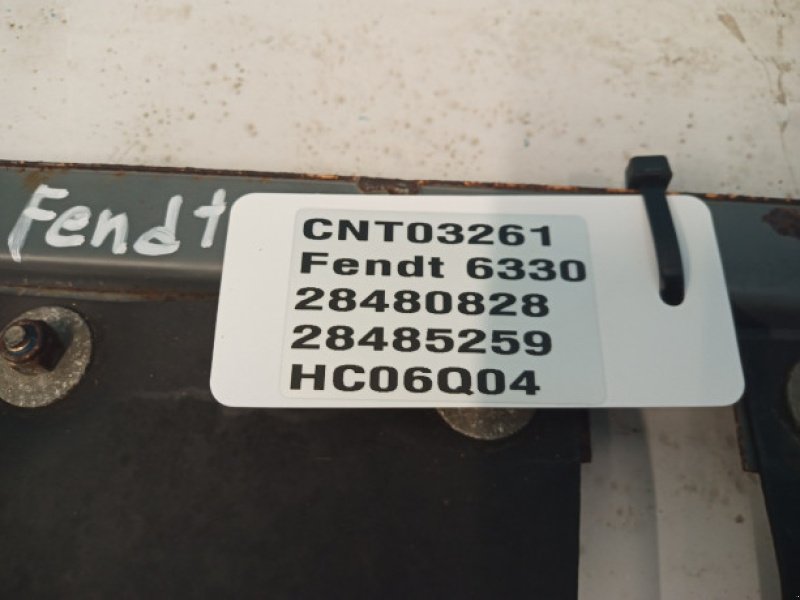 Fendt
CNT03261
Fendt 6330
28480828
28485259
HC06Q04